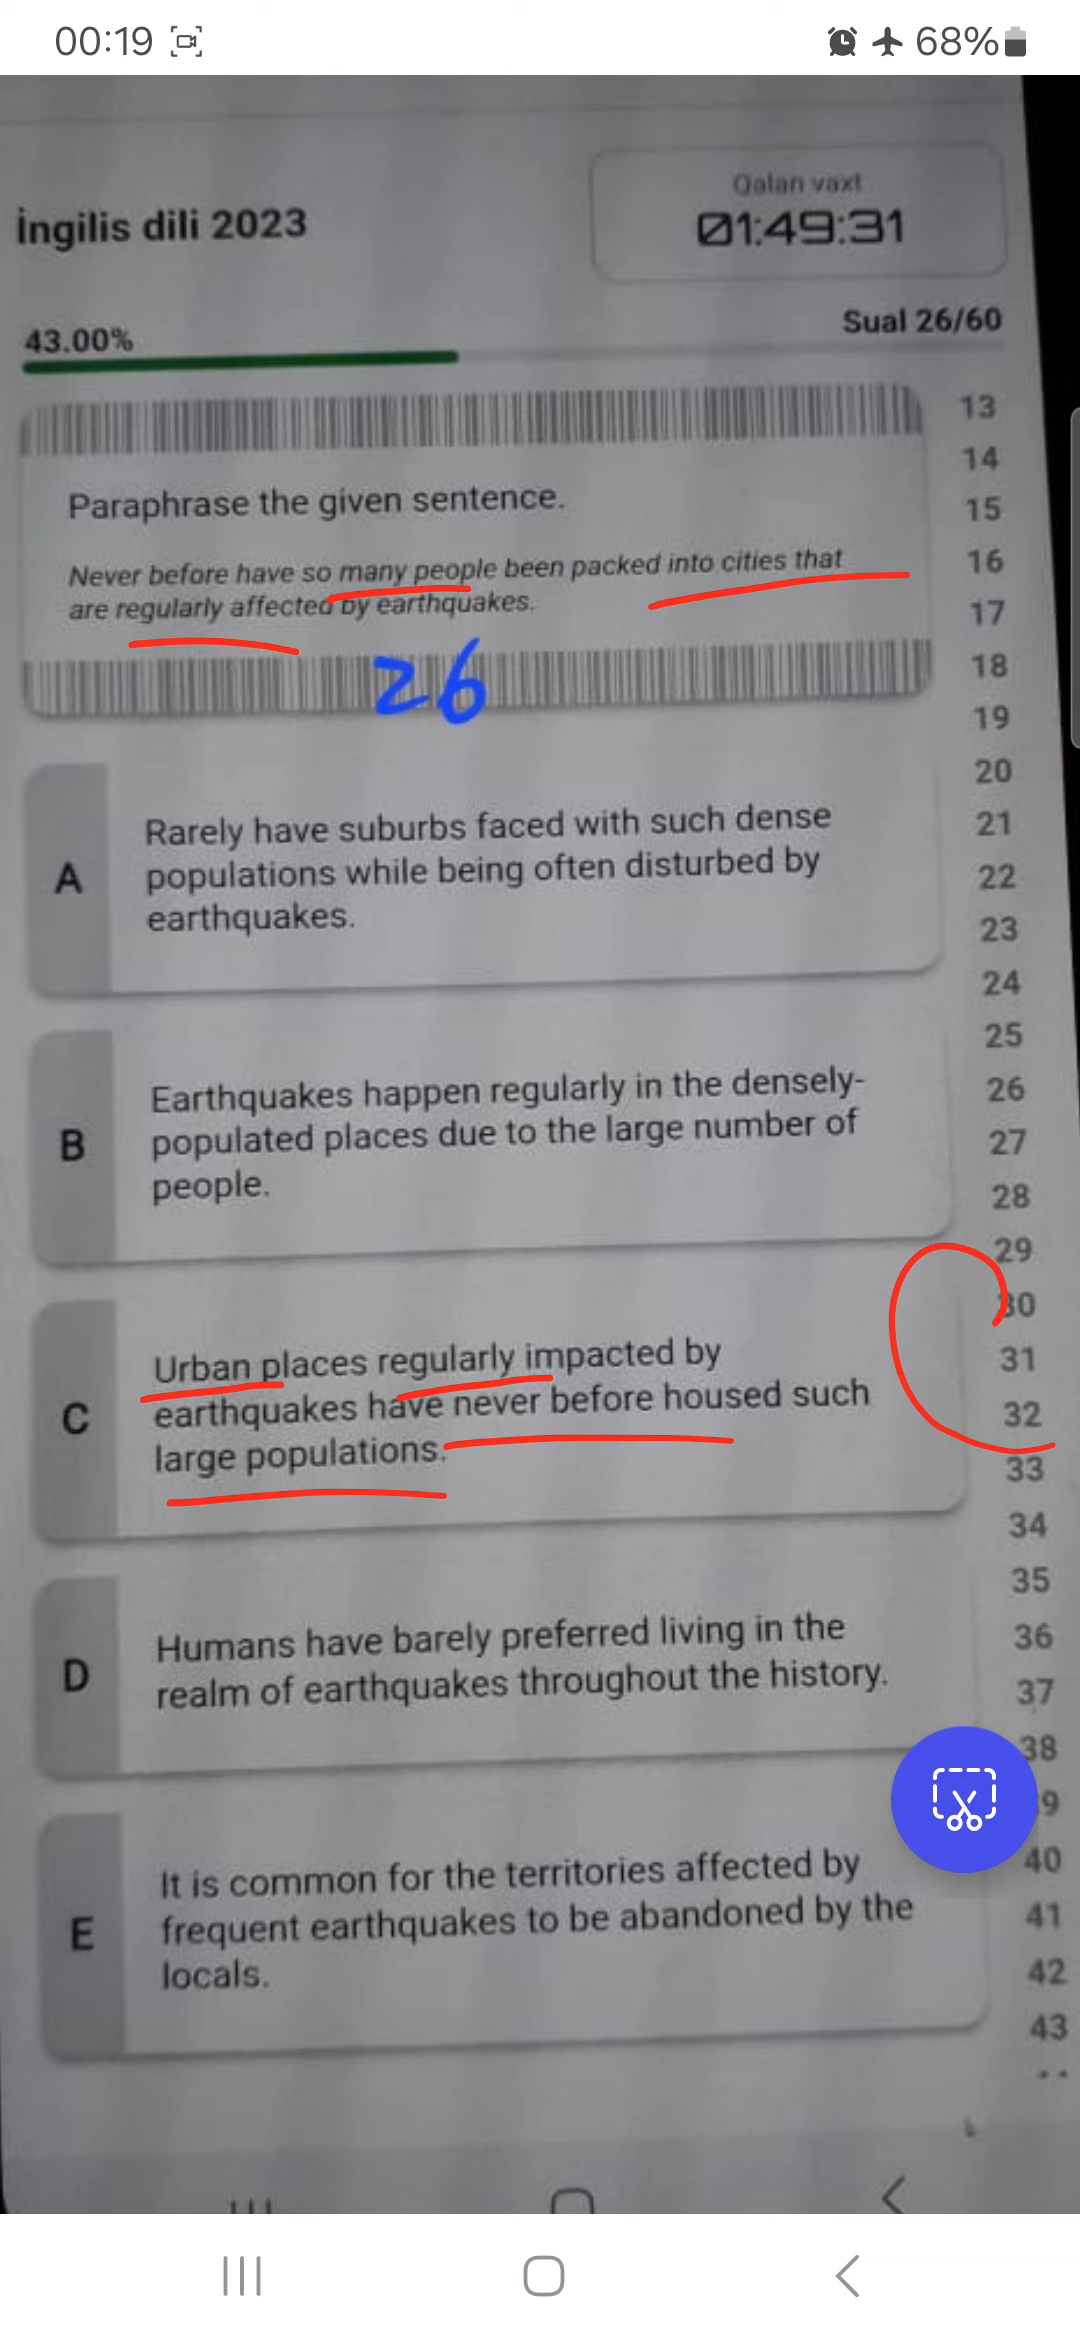 00:19 68%
İngilis dili 2023
Qalan vaxt
01:49:31
43.00%
Sual 26/60
Paraphrase the given sentence.
Never before have so many people been packed into cities that
are regularly affected by earthquakes.
26
A
Rarely have suburbs faced with such dense
populations while being often disturbed by
earthquakes.
B
Earthquakes happen regularly in the densely-
populated places due to the large number of
people.
C
Urban places regularly impacted by
earthquakes have never before housed such
large populations.
D
Humans have barely preferred living in the
realm of earthquakes throughout the history.
E
It is common for the territories affected by
frequent earthquakes to be abandoned by the
locals.
13
14
15
16
17
18
19
20
21
22
23
24
25
26
27
28
29
30
31
32
33
34
35
36
37
38
40
41
42
43